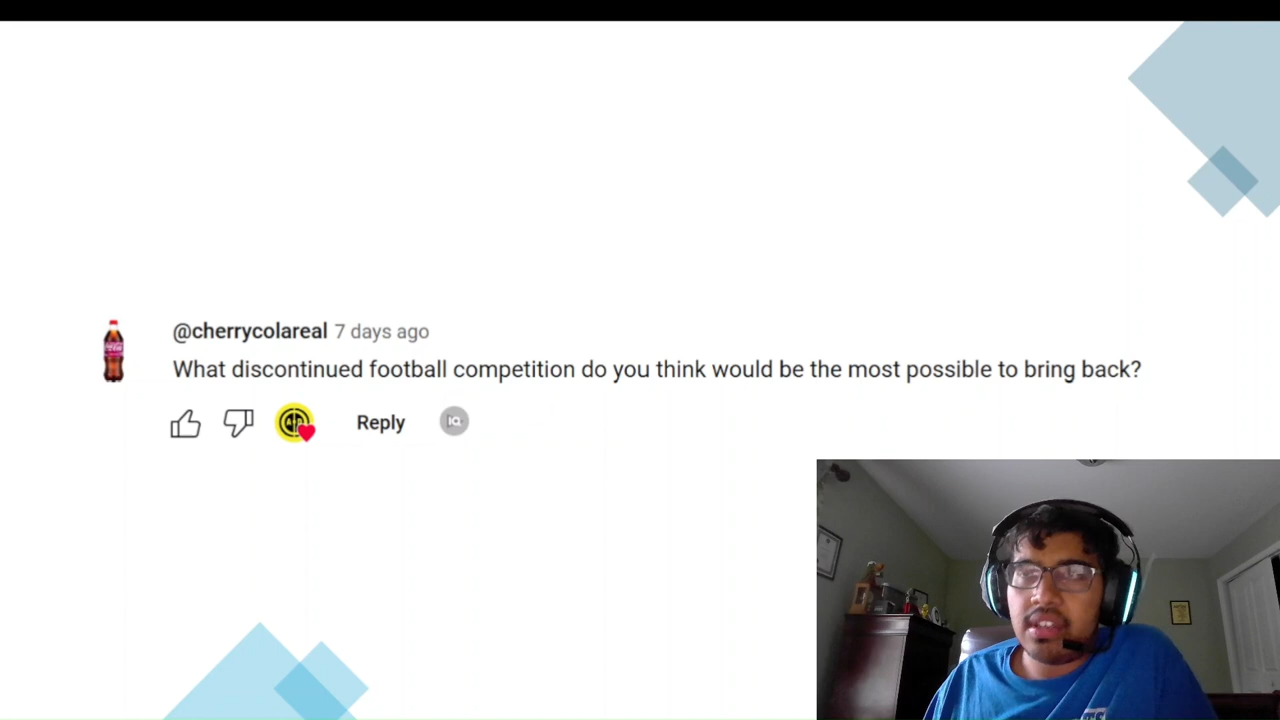 @cherrycolareal 7 days ago
What discontinued football competition do you think would be the most possible to bring back?
Reply